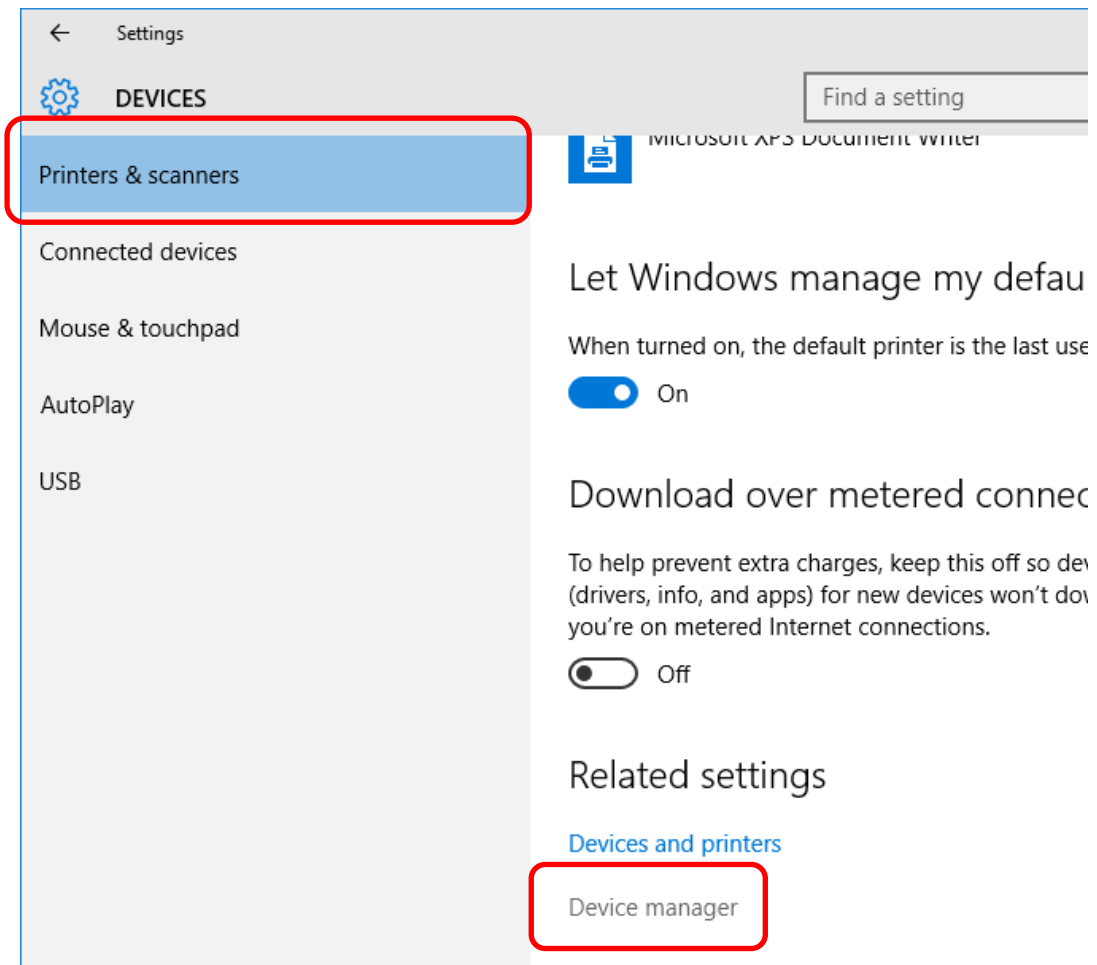 Settings
DEVICES
Find a setting
Printers & scanners
Connected devices
Mouse & touchpad
AutoPlay
USB
Microsoft XPS Document Writer
Let Windows manage my defau
When turned on, the default printer is the last use
On
Download over metered connec
To help prevent extra charges, keep this off so dev
(drivers, info, and apps) for new devices won't dow
you're on metered Internet connections.
Off
Related settings
Devices and printers
Device manager